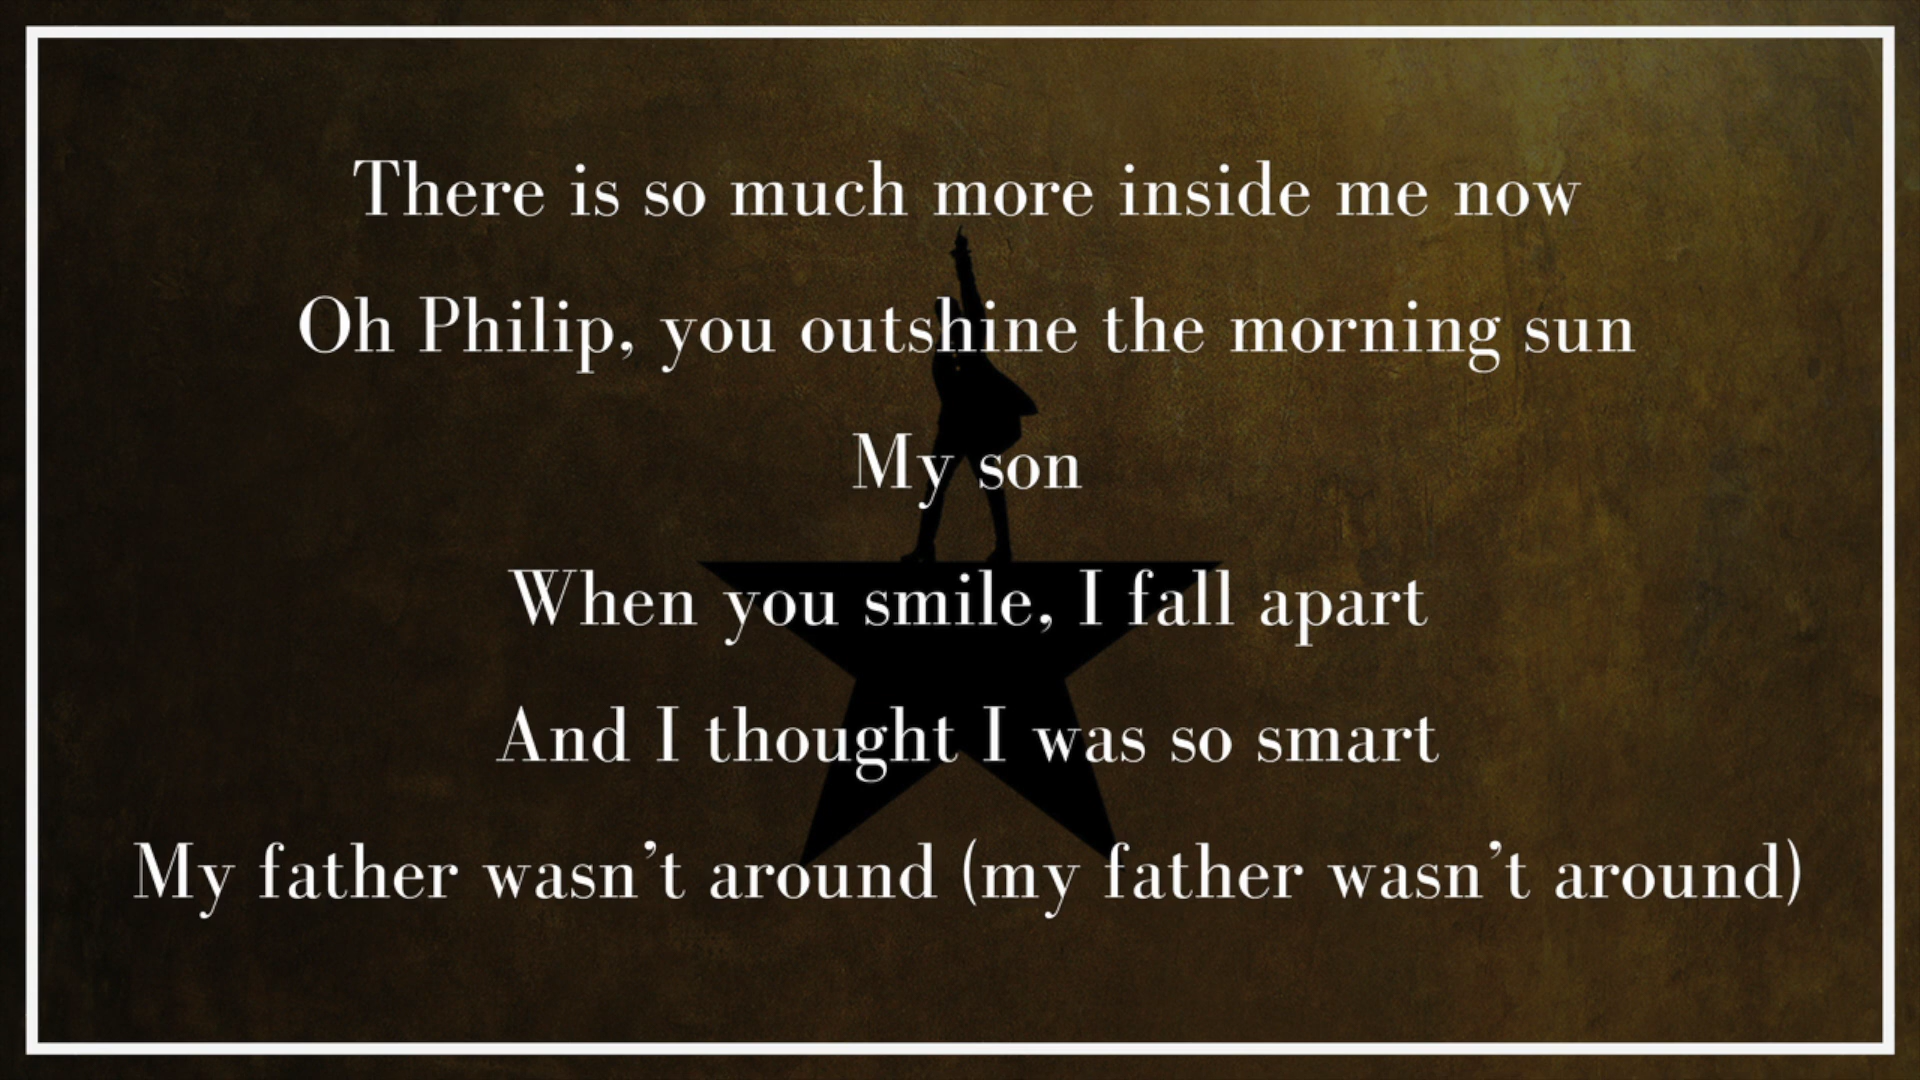 There is so much more inside me now
Oh Philip, you outshine the morning sun
My son
When you smile, I fall apart
And I thought I was so smart
My father wasn’t around (my father wasn’t around)